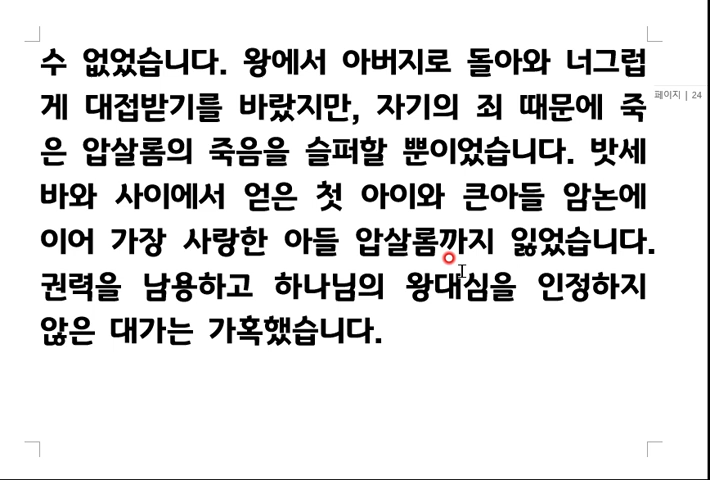 수 없었습니다. 왕에서 아버지로 돌아와 너그럽
게 대접받기를 바랐지만, 자기의 죄 때문에 죽
은 압살롬의 죽음을 슬퍼할 뿐이었습니다. 밧세
바와 사이에서 얻은 첫 아이와 큰아들 암논에
이어 가장 사랑한 아들 압살롬까지 잃었습니다.
권력을 남용하고 하나님의 왕대심을 인정하지
않은 대가는 가혹했습니다.
페이지 | 24